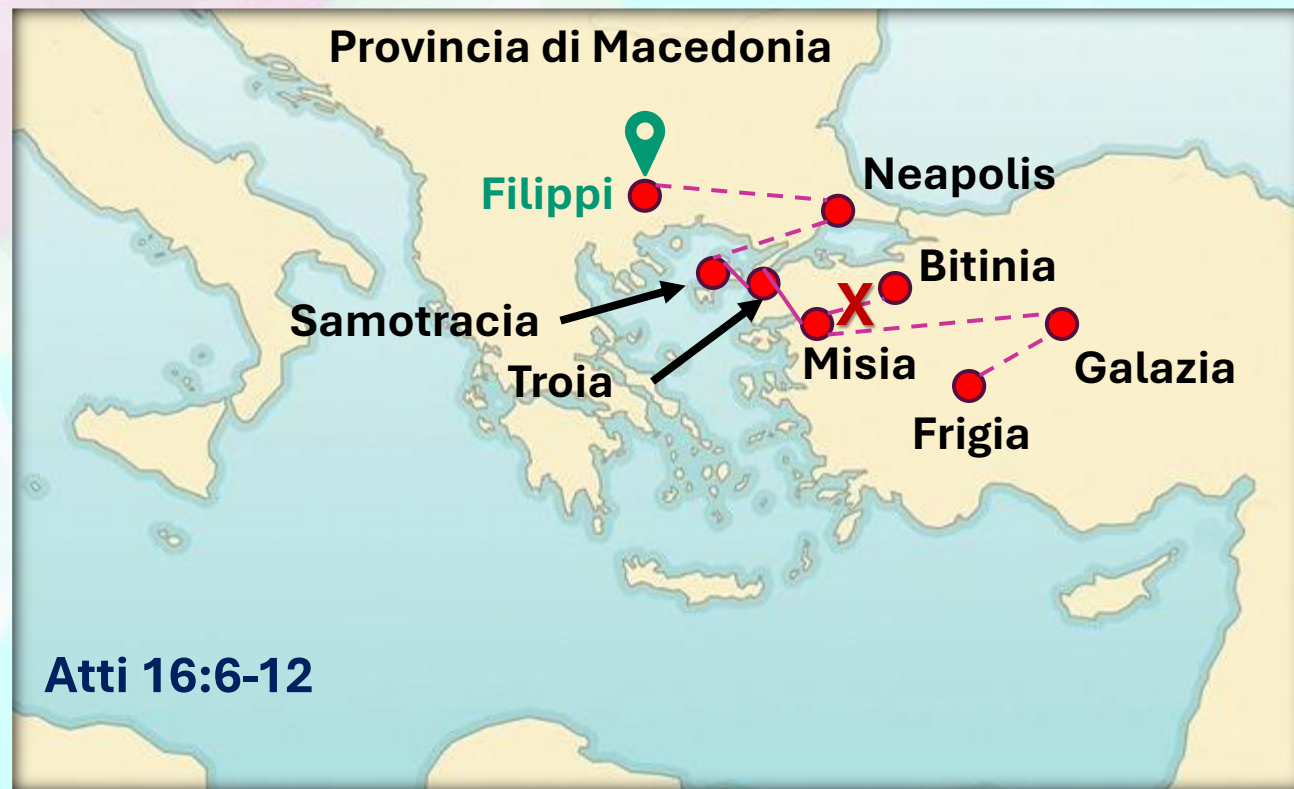 Provincia di Macedonia
Neapolis
Filippi
Bitinia
Samotracia
X
Misia
Troia
Galazia
Frigia
Atti 16:6-12